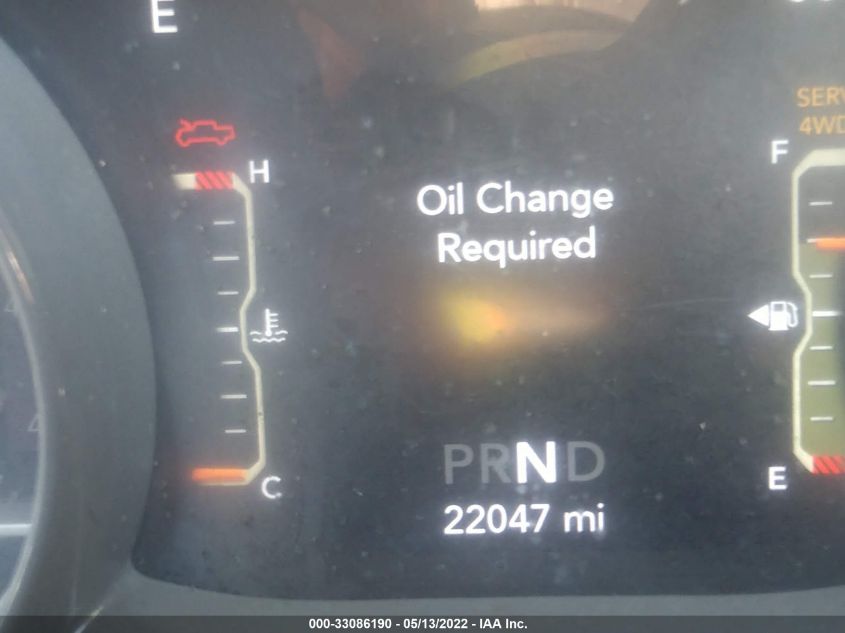 E
SERV
4WD
H
F
Oil Change
Required
C
E
PRND
22047 mi
000-33086190 - 05/13/2022 - IAA Inc.